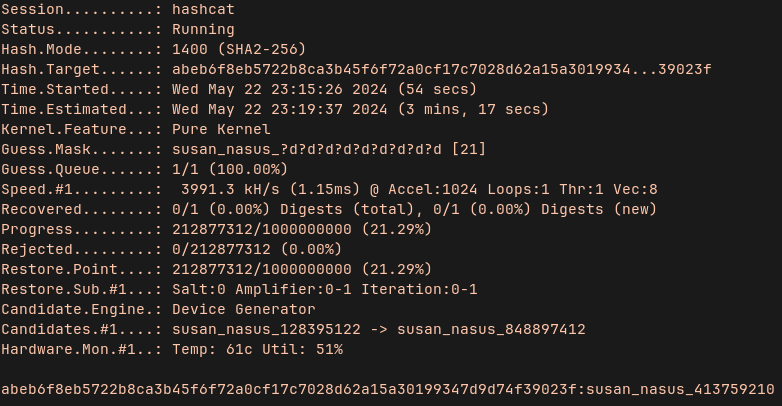 Session..........: hashcat
Status...........: Running
Hash.Mode........: 1400 (SHA2-256)
Hash.Target......: abeb6f8eb5722b8ca3b45f6f72a0cf17c7028d62a15a3019934...39023f
Time.Started.....: Wed May 22 23:15:26 2024 (54 secs)
Time.Estimated...: Wed May 22 23:19:37 2024 (3 mins, 17 secs)
Kernel.Feature...: Pure Kernel
Guess.Mask.......: susan_nasus_?d?d?d?d?d?d?d?d?d [21]
Guess.Queue......: 1/1 (100.00%)
Speed.#1.........:  3991.3 kH/s (1.15ms) @ Accel:1024 Loops:1 Thr:1 Vec:8
Recovered........: 0/1 (0.00%) Digests (total), 0/1 (0.00%) Digests (new)
Progress.........: 212877312/1000000000 (21.29%)
Rejected.........: 0/212877312 (0.00%)
Restore.Point....: 212877312/1000000000 (21.29%)
Restore.Sub.#1...: Salt:0 Amplifier:0-1 Iteration:0-1
Candidate.Engine.: Device Generator
Candidates.#1....: susan_nasus_128395122 -> susan_nasus_848897412
Hardware.Mon.#1..: Temp: 61c Util: 51%
abeb6f8eb5722b8ca3b45f6f72a0cf17c7028d62a15a30199347d9d74f39023f:susan_nasus_413759210